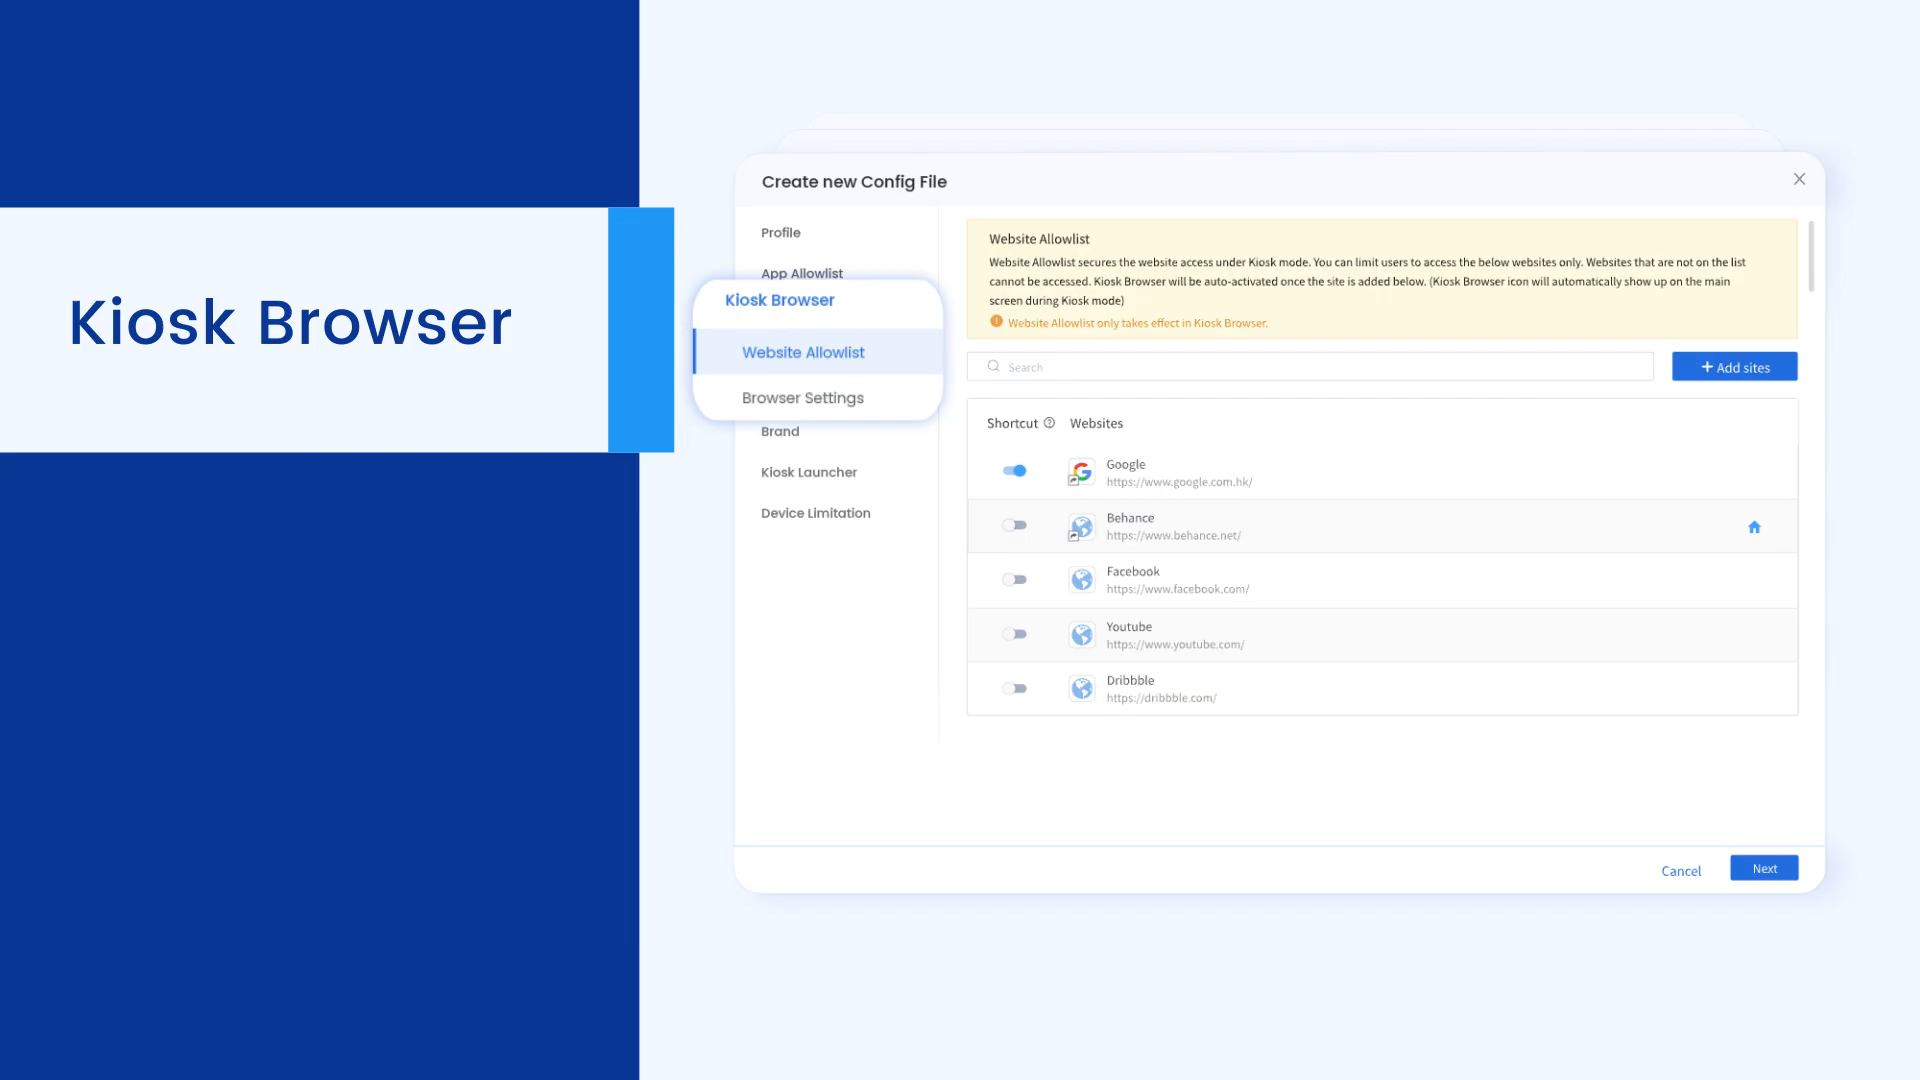 Kiosk Browser
Create new Config File
Profile
App Allowlist
Kiosk Browser
Website Allowlist
Browser Settings
Brand
Kiosk Launcher
Device Limitation
Website Allowlist
Website Allowlist secures the website access under Kiosk mode. You can limit users to access the below websites only. Websites that are not on the list
cannot be accessed. Kiosk Browser will be auto-activated once the site is added below. (Kiosk Browser icon will automatically show up on the main
screen during Kiosk mode)
Website Allowlist only takes effect in Kiosk Browser.
Search
+ Add sites
Shortcut ? Websites
Google
https://www.google.com.hk/
Behance
https://www.behance.net/
Facebook
https://www.facebook.com/
Youtube
https://www.youtube.com/
Dribbble
https://dribbble.com/
Cancel
Next